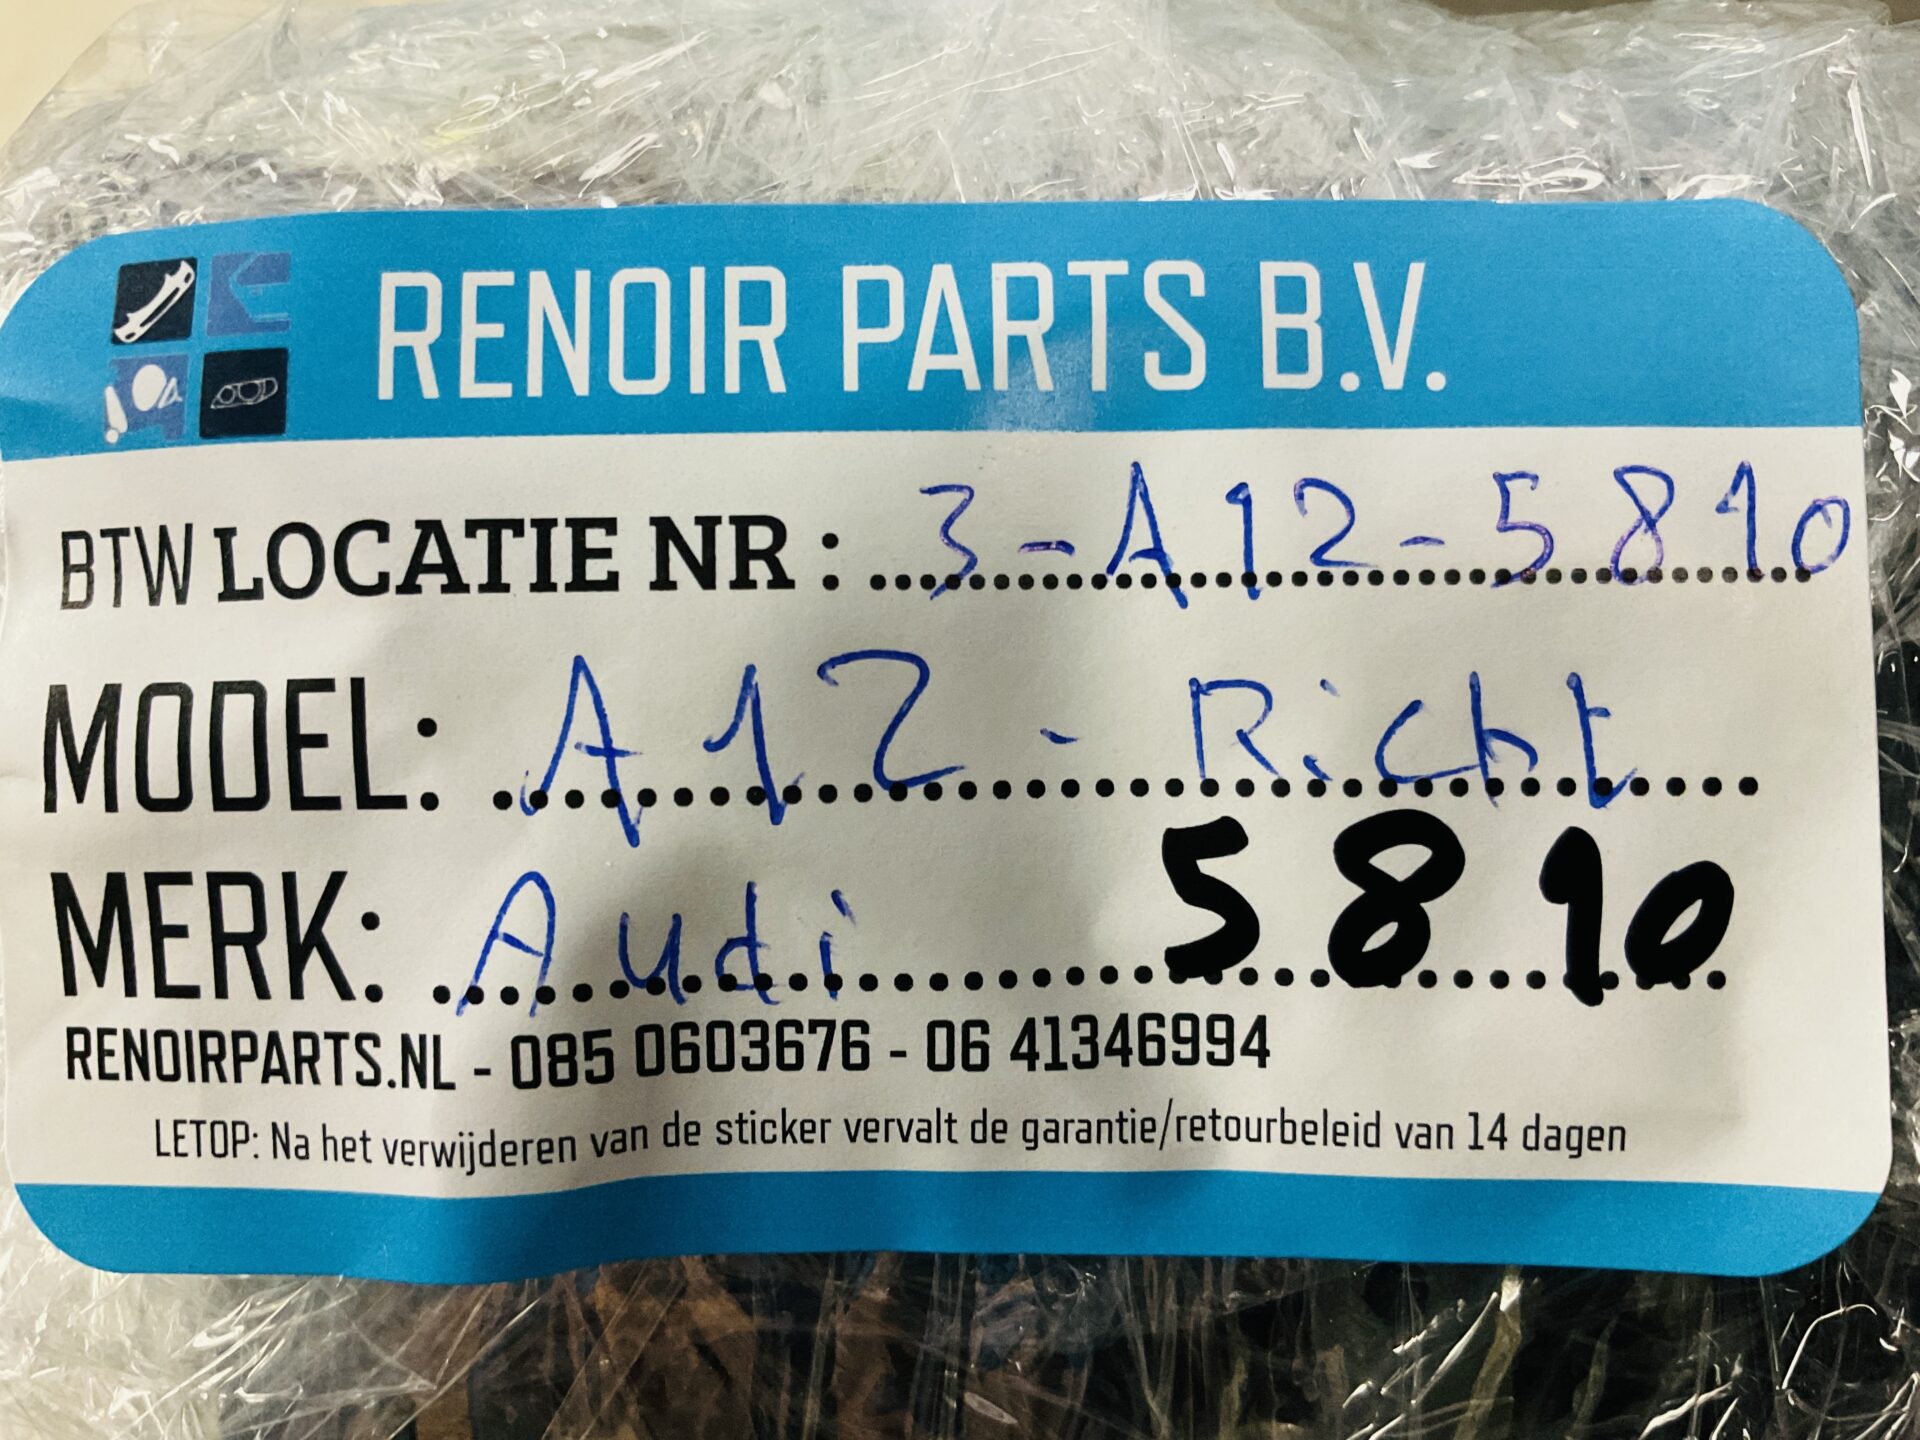 RENOIR PARTS B.V.
BTW LOCATIE NR : 3-A12-5810
MODEL: A12 - Richt
MERK: Audi 5810
RENOIRPARTS.NL - 085 0603676 - 06 41346994
LETOP: Na het verwijderen van de sticker vervalt de garantie/retourbeleid van 14 dagen